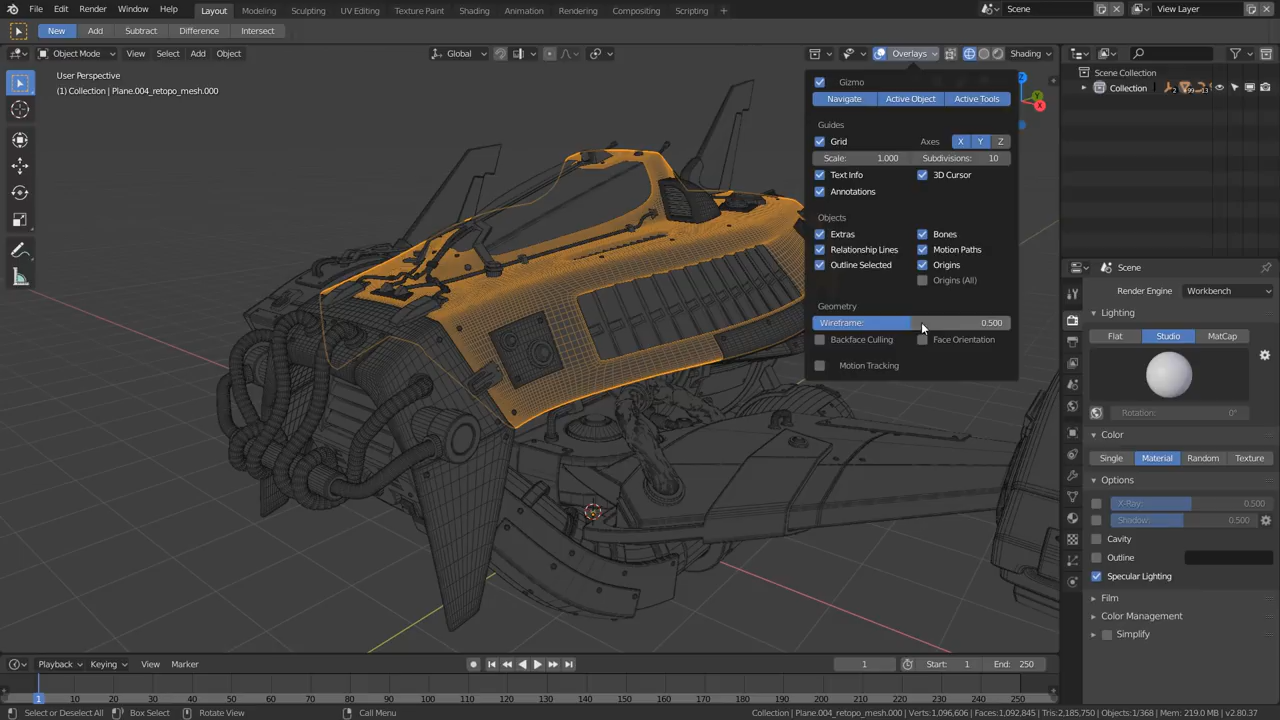 File Edit Render Window Help Layout Modeling Sculpting UV Editing Texture Paint Shading Animation Rendering Compositing Scripting + Scene View Layer
New Add Subtract Difference Intersect
Object Mode View Select Add Object Global Overlays Shading
User Perspective
(1) Collection | Plane.004_retopo_mesh.000
Gizmo
Navigate Active Object Active Tools
Guides
Grid Axes X Y Z
Scale: 1.000 Subdivisions: 10
Text Info 3D Cursor
Annotations
Objects
Extras Bones
Relationship Lines Motion Paths
Outline Selected Origins
Origins (All)
Geometry
Wireframe: 0.500
Backface Culling Face Orientation
Motion Tracking
Z
Y
X
Scene Collection
Collection 2 99 13
Scene
Render Engine Workbench
Lighting
Flat Studio MatCap
Rotation: 0°
Color
Single Material Random Texture
Options
X-Ray: 0.500
Shadow: 0.500
Cavity
Outline
Specular Lighting
Film
Color Management
Simplify
Playback Keying View Marker 1 Start: 1 End: 250
1 10 20 30 40 50 60 70 80 90 100 110 120 130 140 150 160 170 180 190 200 210 220 230 240 250
Select or Deselect All Box Select Rotate View Call Menu Collection | Plane.004_retopo_mesh.000 | Verts:1,096,606 | Faces:1,092,845 | Tris:2,185,750 | Objects:1/368 | Mem: 219.0 MB | v2.80.37